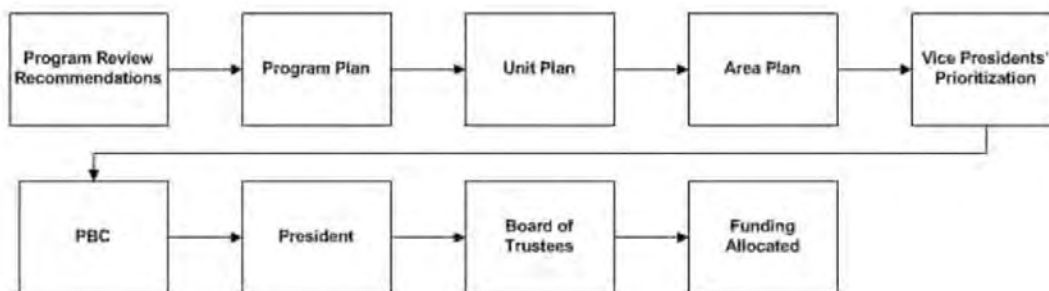 Program Review
Recommendations
Program Plan
Unit Plan
Area Plan
Vice Presidents'
Prioritization
PBC
President
Board of
Trustees
Funding
Allocated